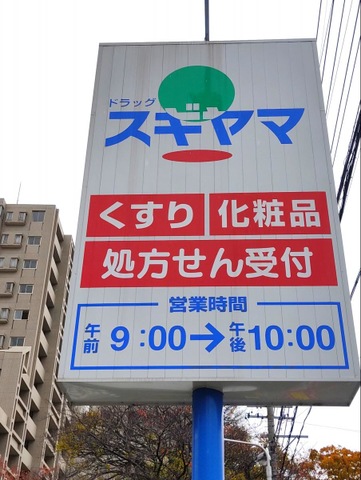 ドラッグ
スギヤマ
くすり 化粧品
処方せん受付
営業時間
午前 9:00→午後 10:00